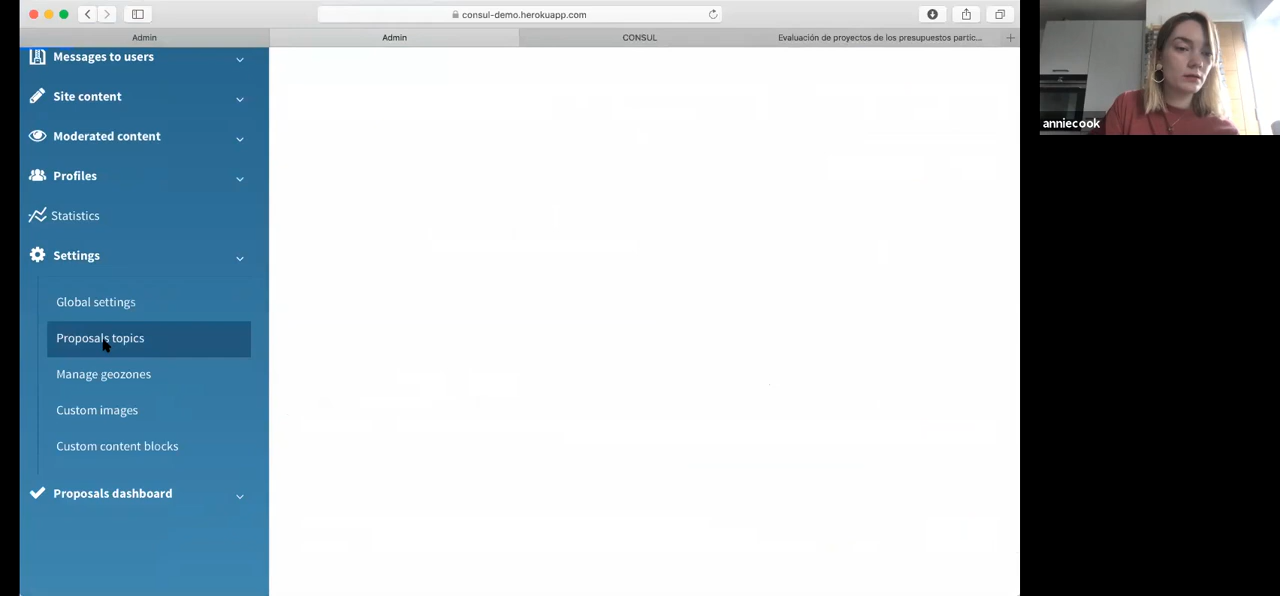 consul-demo.herokuapp.com
Admin
Admin
CONSUL
Evaluación de proyectos de los presupuestos partic...
Messages to users
Site content
Moderated content
Profiles
Statistics
Settings
Global settings
Proposals topics
Manage geozones
Custom images
Custom content blocks
Proposals dashboard
anniecook